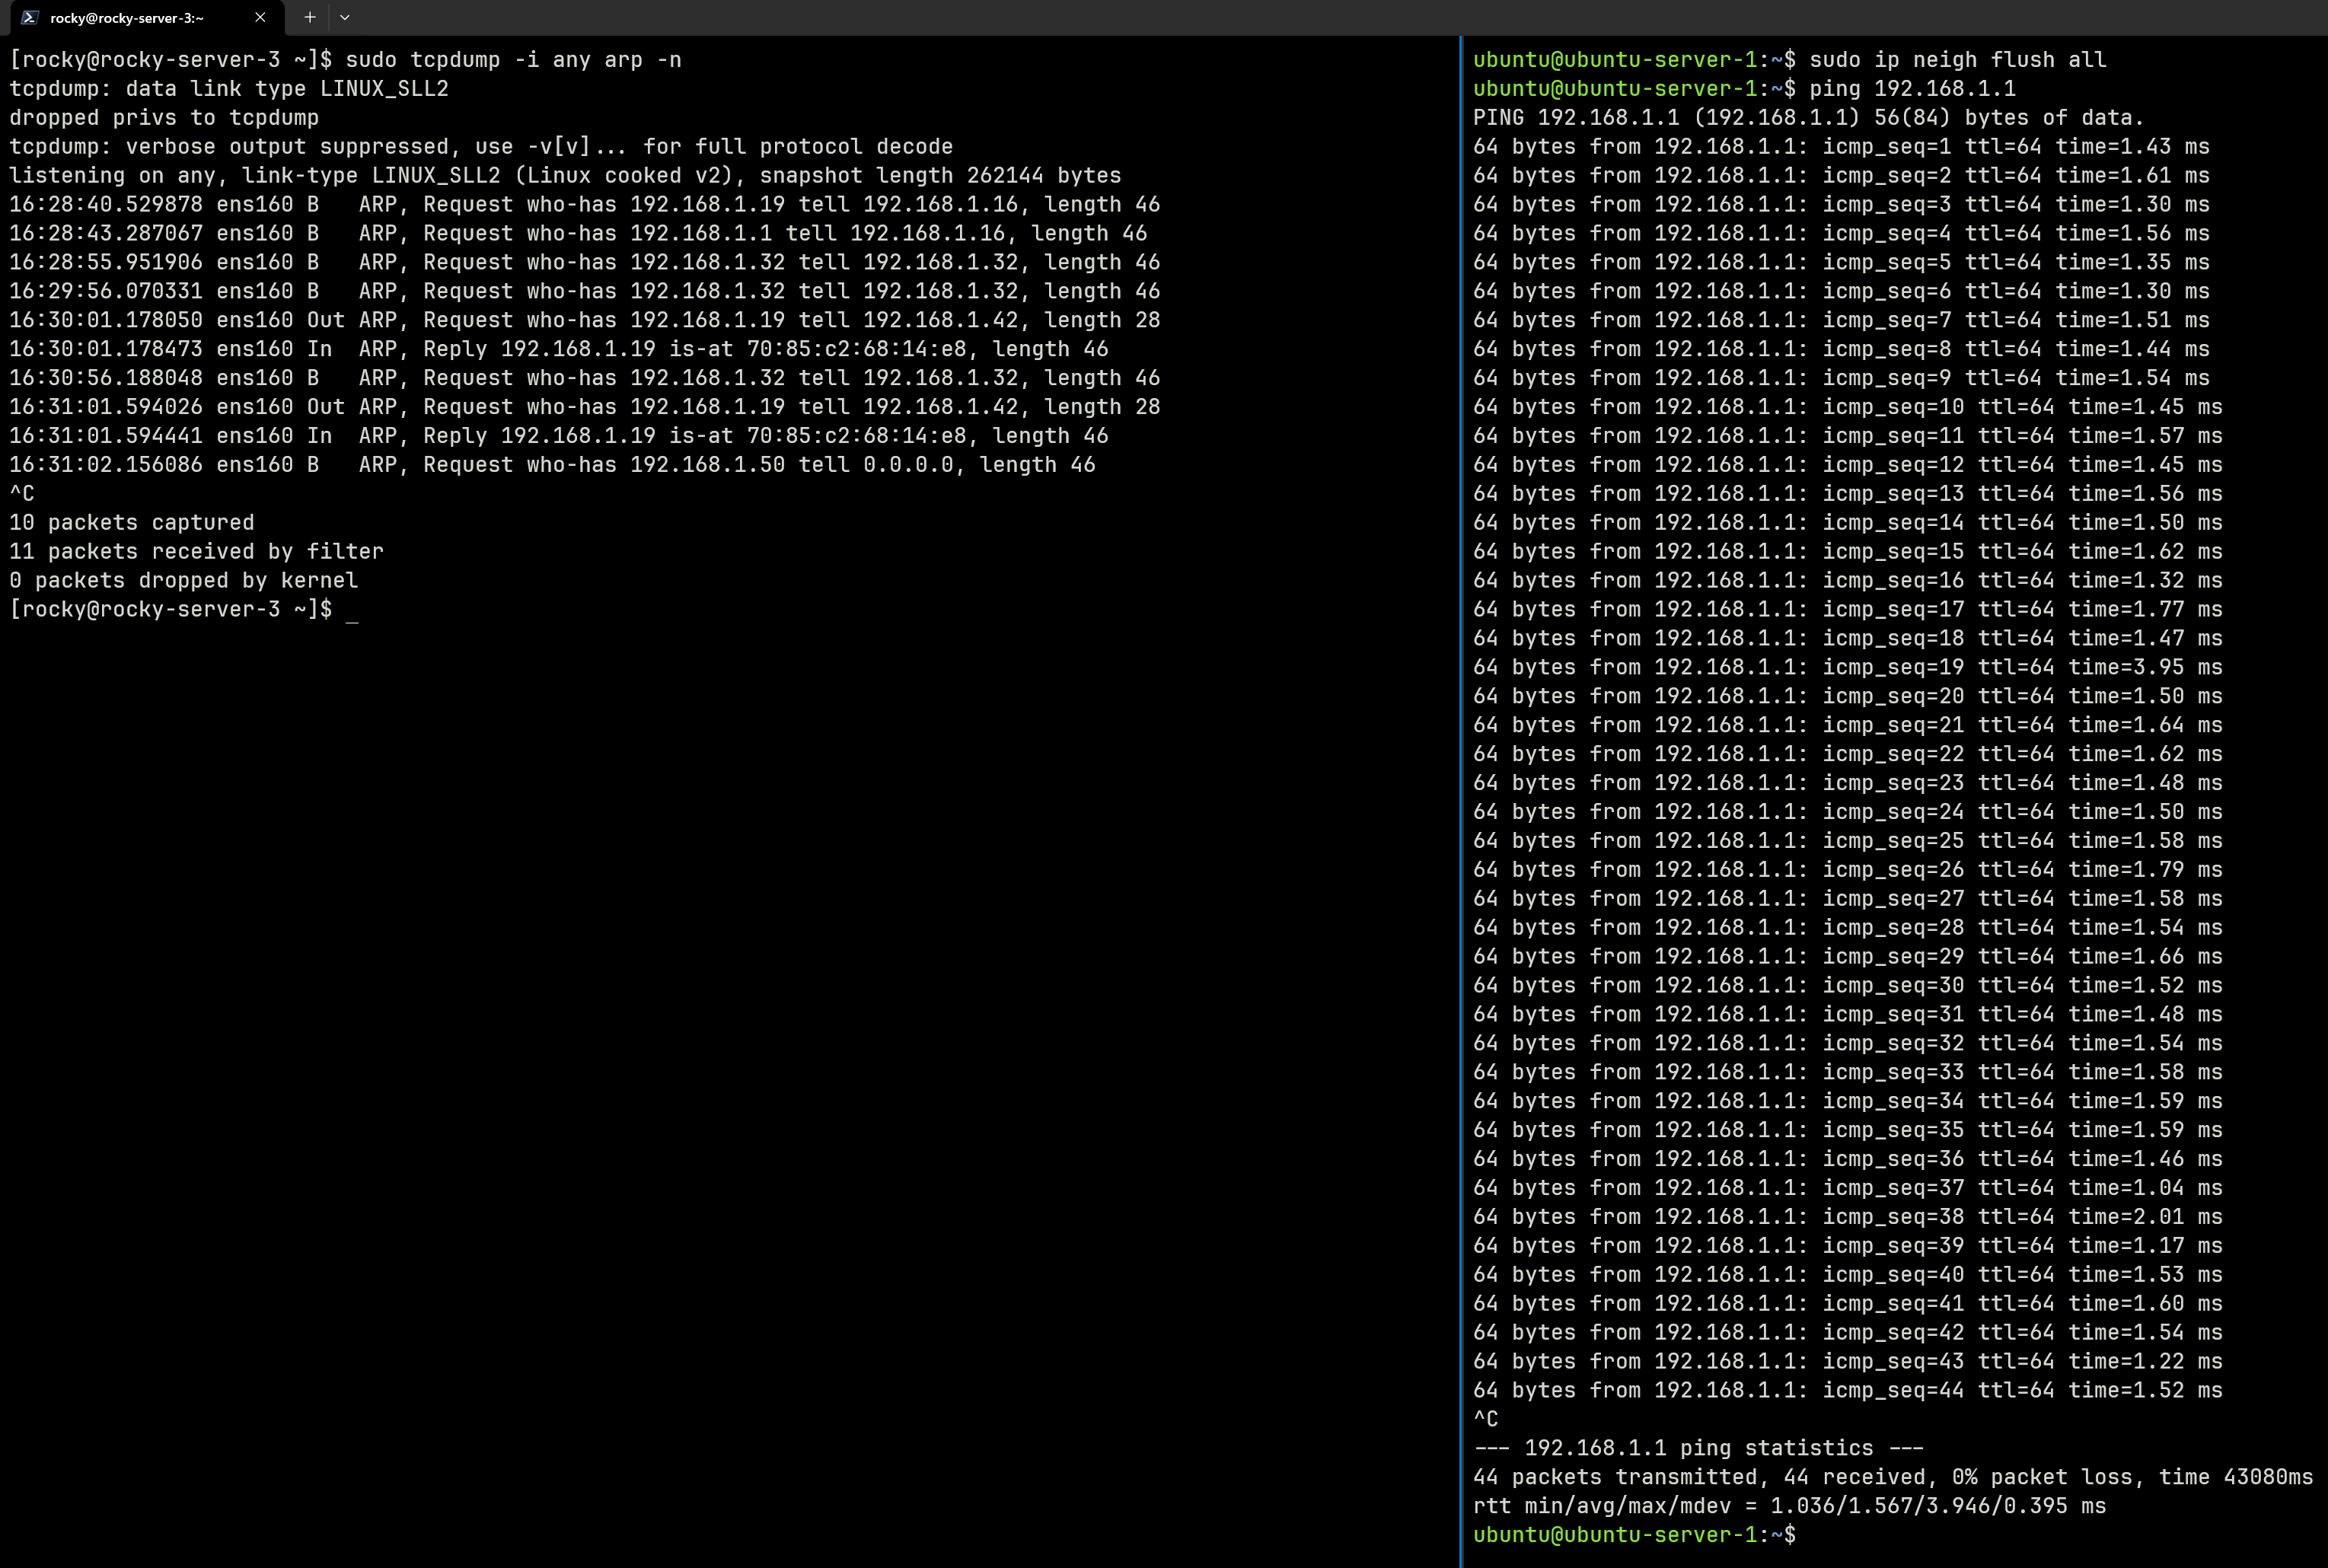 rocky@rocky-server-3:~
[rocky@rocky-server-3 ~]$ sudo tcpdump -i any arp -n
tcpdump: data link type LINUX_SLL2
dropped privs to tcpdump
tcpdump: verbose output suppressed, use -v[v]... for full protocol decode
listening on any, link-type LINUX_SLL2 (Linux cooked v2), snapshot length 262144 bytes
16:28:40.529878 ens160 B   ARP, Request who-has 192.168.1.19 tell 192.168.1.16, length 46
16:28:43.287067 ens160 B   ARP, Request who-has 192.168.1.1 tell 192.168.1.16, length 46
16:28:55.951906 ens160 B   ARP, Request who-has 192.168.1.32 tell 192.168.1.32, length 46
16:29:56.070331 ens160 B   ARP, Request who-has 192.168.1.32 tell 192.168.1.32, length 46
16:30:01.178050 ens160 Out ARP, Request who-has 192.168.1.19 tell 192.168.1.42, length 28
16:30:01.178473 ens160 In  ARP, Reply 192.168.1.19 is-at 70:85:c2:68:14:e8, length 46
16:30:56.188048 ens160 B   ARP, Request who-has 192.168.1.32 tell 192.168.1.32, length 46
16:31:01.594026 ens160 Out ARP, Request who-has 192.168.1.19 tell 192.168.1.42, length 28
16:31:01.594441 ens160 In  ARP, Reply 192.168.1.19 is-at 70:85:c2:68:14:e8, length 46
16:31:02.156086 ens160 B   ARP, Request who-has 192.168.1.50 tell 0.0.0.0, length 46
^C
10 packets captured
11 packets received by filter
0 packets dropped by kernel
[rocky@rocky-server-3 ~]$ _
ubuntu@ubuntu-server-1:~$ sudo ip neigh flush all
ubuntu@ubuntu-server-1:~$ ping 192.168.1.1
PING 192.168.1.1 (192.168.1.1) 56(84) bytes of data.
64 bytes from 192.168.1.1: icmp_seq=1 ttl=64 time=1.43 ms
64 bytes from 192.168.1.1: icmp_seq=2 ttl=64 time=1.61 ms
64 bytes from 192.168.1.1: icmp_seq=3 ttl=64 time=1.30 ms
64 bytes from 192.168.1.1: icmp_seq=4 ttl=64 time=1.56 ms
64 bytes from 192.168.1.1: icmp_seq=5 ttl=64 time=1.35 ms
64 bytes from 192.168.1.1: icmp_seq=6 ttl=64 time=1.30 ms
64 bytes from 192.168.1.1: icmp_seq=7 ttl=64 time=1.51 ms
64 bytes from 192.168.1.1: icmp_seq=8 ttl=64 time=1.44 ms
64 bytes from 192.168.1.1: icmp_seq=9 ttl=64 time=1.54 ms
64 bytes from 192.168.1.1: icmp_seq=10 ttl=64 time=1.45 ms
64 bytes from 192.168.1.1: icmp_seq=11 ttl=64 time=1.57 ms
64 bytes from 192.168.1.1: icmp_seq=12 ttl=64 time=1.45 ms
64 bytes from 192.168.1.1: icmp_seq=13 ttl=64 time=1.56 ms
64 bytes from 192.168.1.1: icmp_seq=14 ttl=64 time=1.50 ms
64 bytes from 192.168.1.1: icmp_seq=15 ttl=64 time=1.62 ms
64 bytes from 192.168.1.1: icmp_seq=16 ttl=64 time=1.32 ms
64 bytes from 192.168.1.1: icmp_seq=17 ttl=64 time=1.77 ms
64 bytes from 192.168.1.1: icmp_seq=18 ttl=64 time=1.47 ms
64 bytes from 192.168.1.1: icmp_seq=19 ttl=64 time=3.95 ms
64 bytes from 192.168.1.1: icmp_seq=20 ttl=64 time=1.50 ms
64 bytes from 192.168.1.1: icmp_seq=21 ttl=64 time=1.64 ms
64 bytes from 192.168.1.1: icmp_seq=22 ttl=64 time=1.62 ms
64 bytes from 192.168.1.1: icmp_seq=23 ttl=64 time=1.48 ms
64 bytes from 192.168.1.1: icmp_seq=24 ttl=64 time=1.50 ms
64 bytes from 192.168.1.1: icmp_seq=25 ttl=64 time=1.58 ms
64 bytes from 192.168.1.1: icmp_seq=26 ttl=64 time=1.79 ms
64 bytes from 192.168.1.1: icmp_seq=27 ttl=64 time=1.58 ms
64 bytes from 192.168.1.1: icmp_seq=28 ttl=64 time=1.54 ms
64 bytes from 192.168.1.1: icmp_seq=29 ttl=64 time=1.66 ms
64 bytes from 192.168.1.1: icmp_seq=30 ttl=64 time=1.52 ms
64 bytes from 192.168.1.1: icmp_seq=31 ttl=64 time=1.48 ms
64 bytes from 192.168.1.1: icmp_seq=32 ttl=64 time=1.54 ms
64 bytes from 192.168.1.1: icmp_seq=33 ttl=64 time=1.58 ms
64 bytes from 192.168.1.1: icmp_seq=34 ttl=64 time=1.59 ms
64 bytes from 192.168.1.1: icmp_seq=35 ttl=64 time=1.59 ms
64 bytes from 192.168.1.1: icmp_seq=36 ttl=64 time=1.46 ms
64 bytes from 192.168.1.1: icmp_seq=37 ttl=64 time=1.04 ms
64 bytes from 192.168.1.1: icmp_seq=38 ttl=64 time=2.01 ms
64 bytes from 192.168.1.1: icmp_seq=39 ttl=64 time=1.17 ms
64 bytes from 192.168.1.1: icmp_seq=40 ttl=64 time=1.53 ms
64 bytes from 192.168.1.1: icmp_seq=41 ttl=64 time=1.60 ms
64 bytes from 192.168.1.1: icmp_seq=42 ttl=64 time=1.54 ms
64 bytes from 192.168.1.1: icmp_seq=43 ttl=64 time=1.22 ms
64 bytes from 192.168.1.1: icmp_seq=44 ttl=64 time=1.52 ms
^C
--- 192.168.1.1 ping statistics ---
44 packets transmitted, 44 received, 0% packet loss, time 43080ms
rtt min/avg/max/mdev = 1.036/1.567/3.946/0.395 ms
ubuntu@ubuntu-server-1:~$